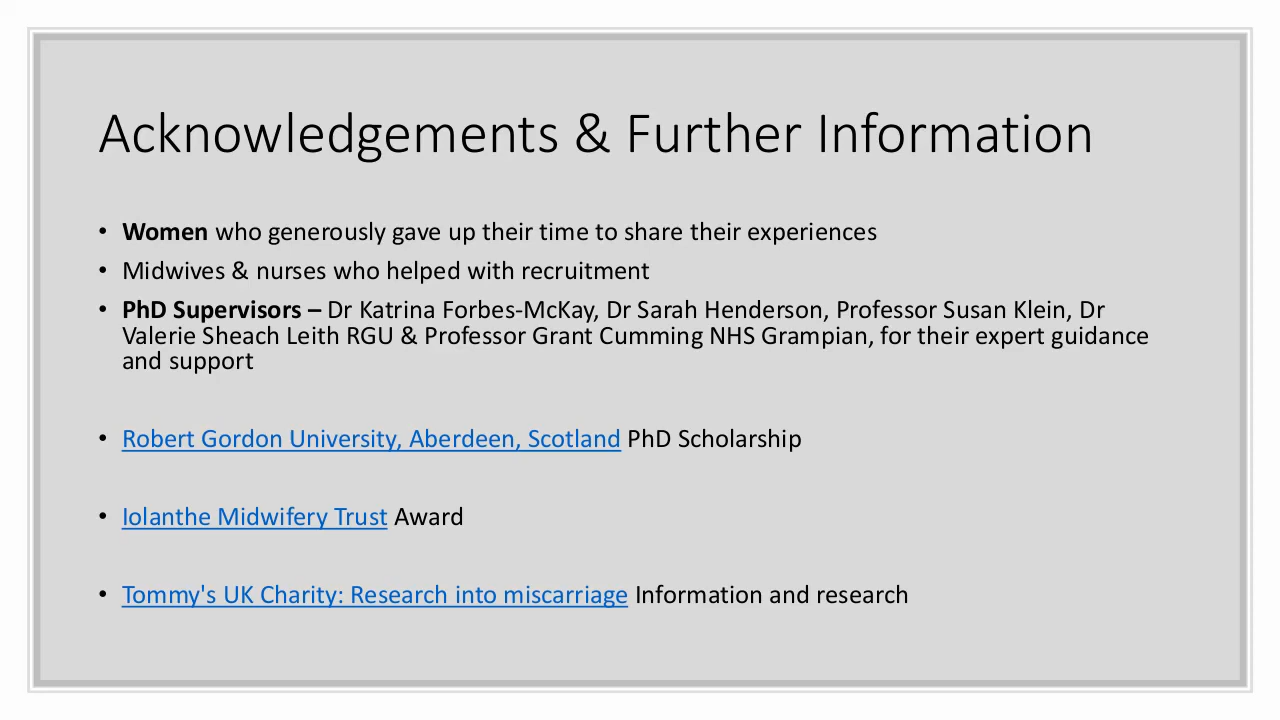 Acknowledgements & Further Information
• Women who generously gave up their time to share their experiences
• Midwives & nurses who helped with recruitment
• PhD Supervisors – Dr Katrina Forbes-McKay, Dr Sarah Henderson, Professor Susan Klein, Dr
Valerie Sheach Leith RGU & Professor Grant Cumming NHS Grampian, for their expert guidance
and support
• Robert Gordon University, Aberdeen, Scotland PhD Scholarship
• Iolanthe Midwifery Trust Award
• Tommy's UK Charity: Research into miscarriage Information and research